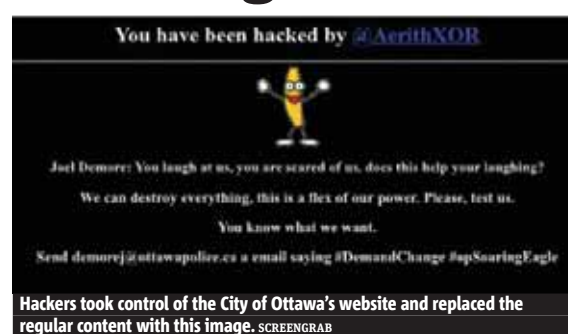 You have been hacked by @AerithXOR
Joel Demore: You laugh at us, you are scared of us, does this help your laughing?
We can destroy everything, this is a flex of our power. Please, test us.
You know what we want.
Send demorej@ottawapolice.ca a email saying #DemandChange #opSoaringEagle
Hackers took control of the City of Ottawa's website and replaced the
regular content with this image. SCREENGRAB